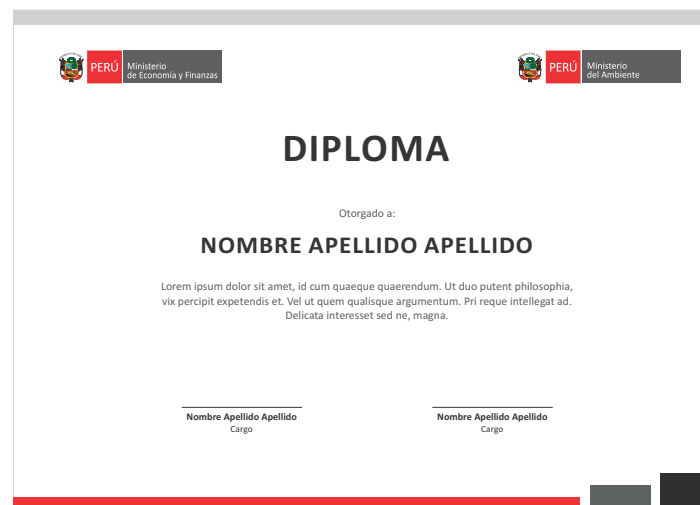 PERÚ
Ministerio
de Economía y Finanzas
PERÚ
Ministerio
del Ambiente
DIPLOMA
Otorgado a:
NOMBRE APELLIDO APELLIDO
Lorem ipsum dolor sit amet, id cum quaeque quaerendum. Ut duo putent philosophia,
vix percipit expetendis et. Vel ut quem qualisque argumentum. Pri reque intellegat ad.
Delicata interesset sed ne, magna.
Nombre Apellido Apellido
Cargo
Nombre Apellido Apellido
Cargo